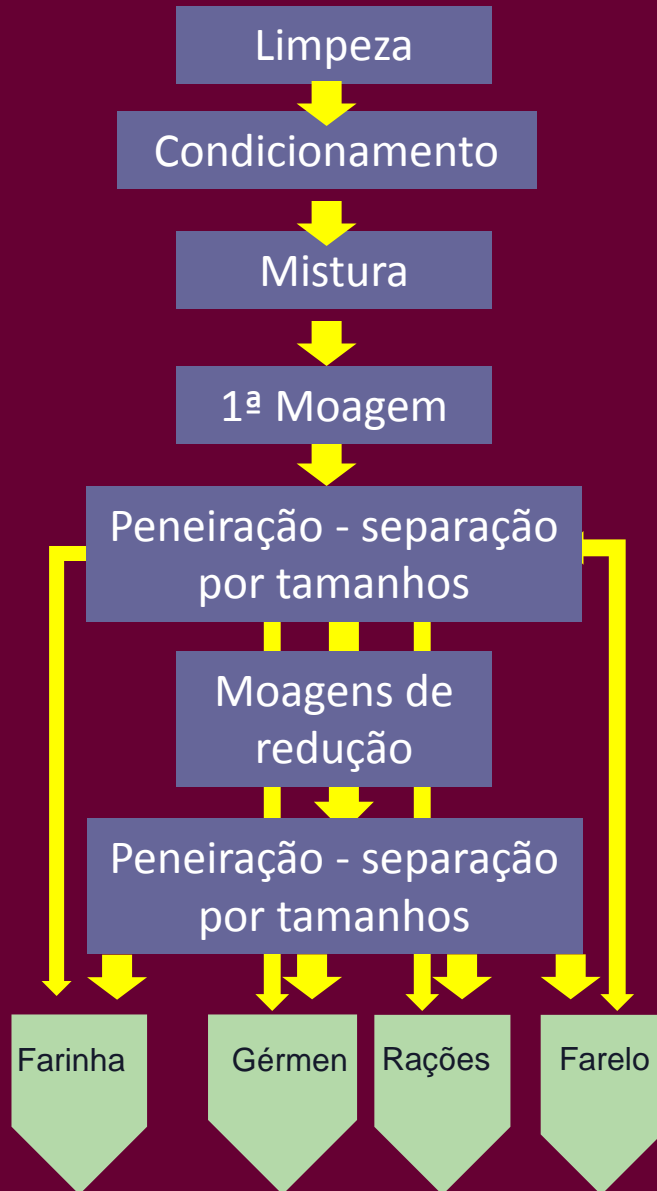 Limpeza
Condicionamento
Mistura
1ª Moagem
Peneiração - separação
por tamanhos
Moagens de
redução
Peneiração - separação
por tamanhos
Farinha
Gérmen
Rações
Farelo